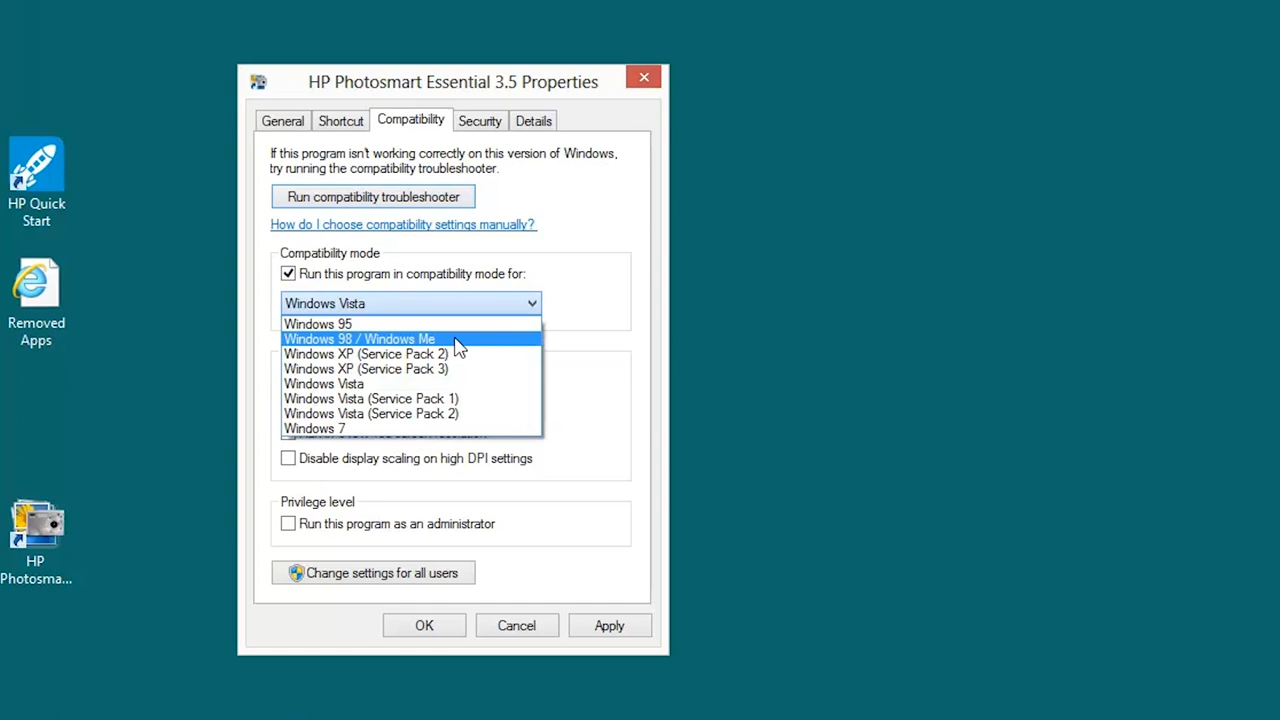 HP Photosmart Essential 3.5 Properties
General
Shortcut
Compatibility
Security
Details
If this program isn't working correctly on this version of Windows,
try running the compatibility troubleshooter.
Run compatibility troubleshooter
How do I choose compatibility settings manually?
Compatibility mode
Run this program in compatibility mode for:
Windows Vista
Windows 95
Windows 98 / Windows Me
Windows XP (Service Pack 2)
Windows XP (Service Pack 3)
Windows Vista
Windows Vista (Service Pack 1)
Windows Vista (Service Pack 2)
Windows 7
Disable display scaling on high DPI settings
Privilege level
Run this program as an administrator
Change settings for all users
OK
Cancel
Apply
HP Quick
Start
Removed
Apps
HP
Photosma...